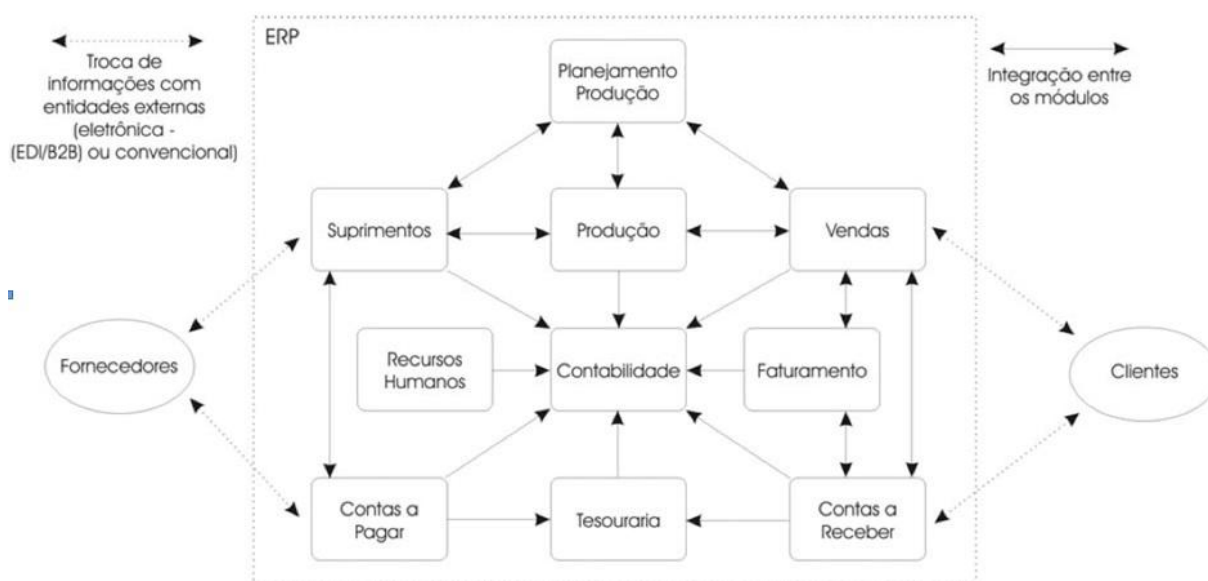 ERP
Troca de
informações com
entidades externas
(eletrônica -
(EDI/B2B) ou convencional)
Integração entre
os módulos
Planejamento
Produção
Suprimentos
Produção
Vendas
Fornecedores
Recursos
Humanos
Contabilidade
Faturamento
Clientes
Contas a
Pagar
Tesouraria
Contas a
Receber